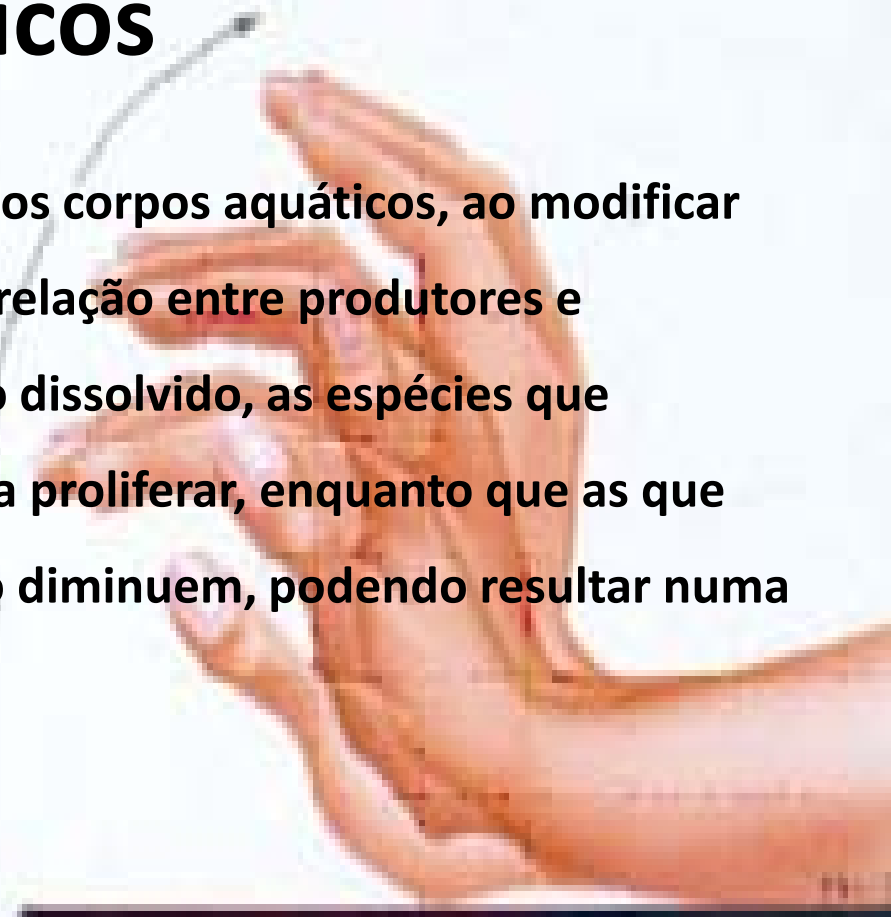 os corpos aquáticos, ao modificar
relação entre produtores e
dissolvido, as espécies que
a proliferar, enquanto que as que
diminuem, podendo resultar numa